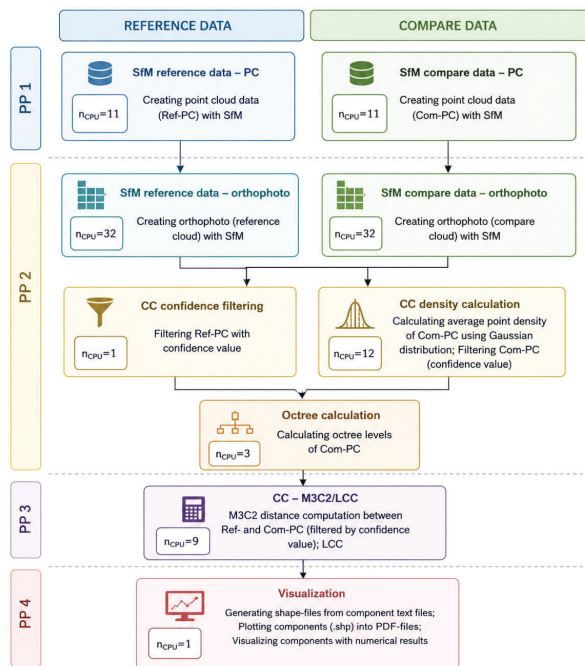 REFERENCE DATA
COMPARE DATA
PP 1
SfM reference data – PC
Creating point cloud data
(Ref-PC) with SfM
nCPU=11
SfM compare data – PC
Creating point cloud data
(Com-PC) with SfM
nCPU=11
PP 2
SfM reference data – orthophoto
Creating orthophoto (reference
cloud) with SfM
nCPU=32
SfM compare data – orthophoto
Creating orthophoto (compare
cloud) with SfM
nCPU=32
CC confidence filtering
Filtering Ref-PC with
confidence value
nCPU=1
CC density calculation
Calculating average point density
of Com-PC using Gaussian
distribution; Filtering Com-PC
(confidence value)
nCPU=12
Octree calculation
Calculating octree levels
of Com-PC
nCPU=3
PP 3
CC – M3C2/LCC
M3C2 distance computation between
Ref- and Com-PC (filtered by confidence
value); LCC
nCPU=9
PP 4
Visualization
Generating shape-files from component text files;
Plotting components (.shp) into PDF-files;
Visualizing components with numerical results
nCPU=1